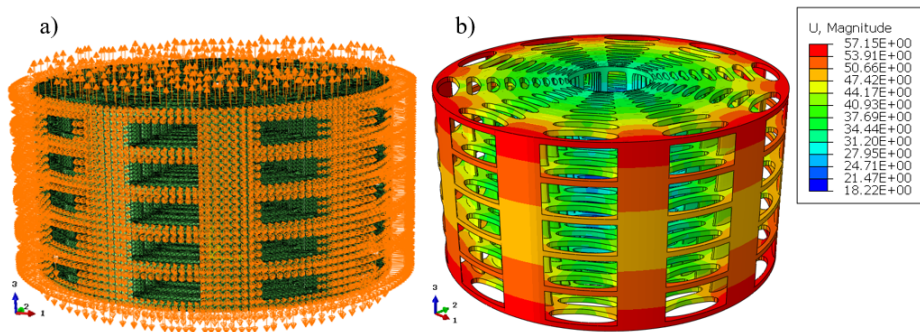 a)
b)
U, Magnitude
57.15E+00
53.91E+00
50.66E+00
47.42E+00
44.17E+00
40.93E+00
37.69E+00
34.44E+00
31.20E+00
27.95E+00
24.71E+00
21.47E+00
18.22E+00
3
2
1
3
2
1